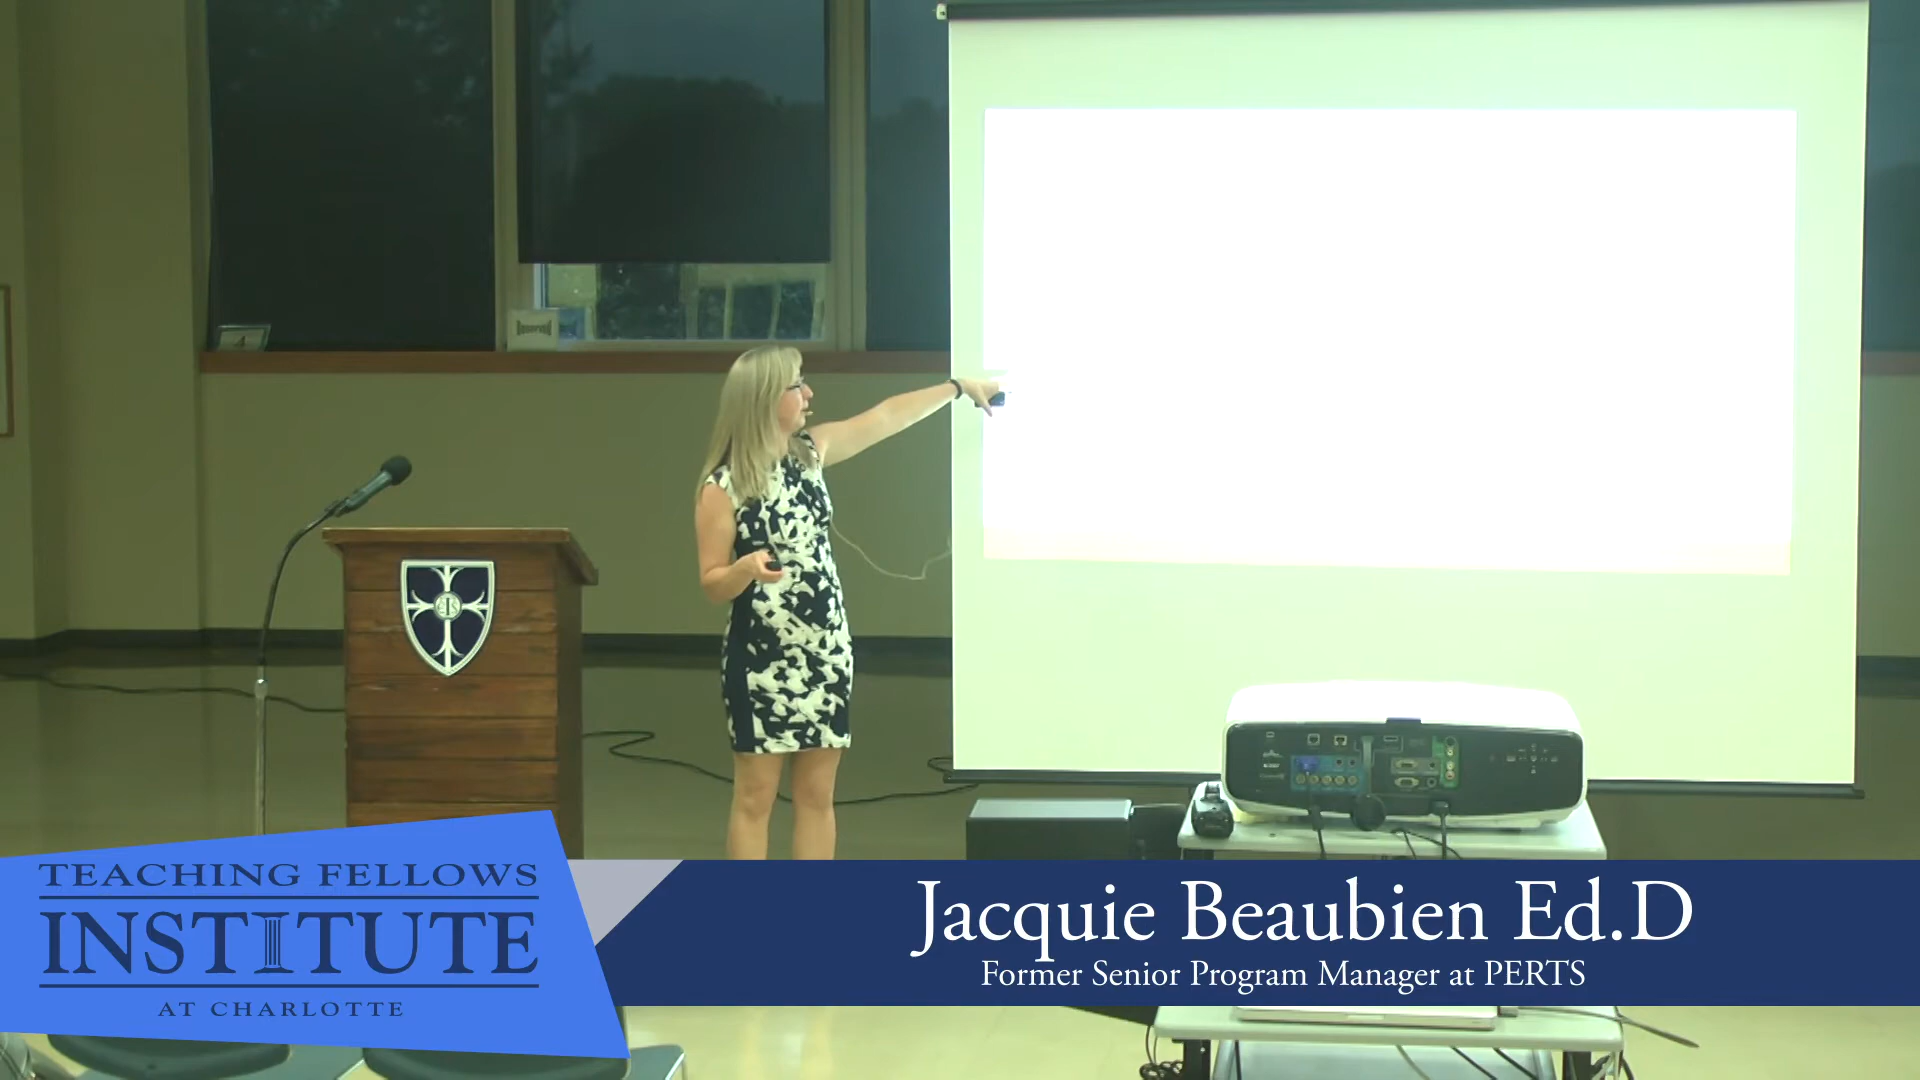 TEACHING FELLOWS
INSTITUTE
AT CHARLOTTE
Jacquie Beaubien Ed.D
Former Senior Program Manager at PERTS